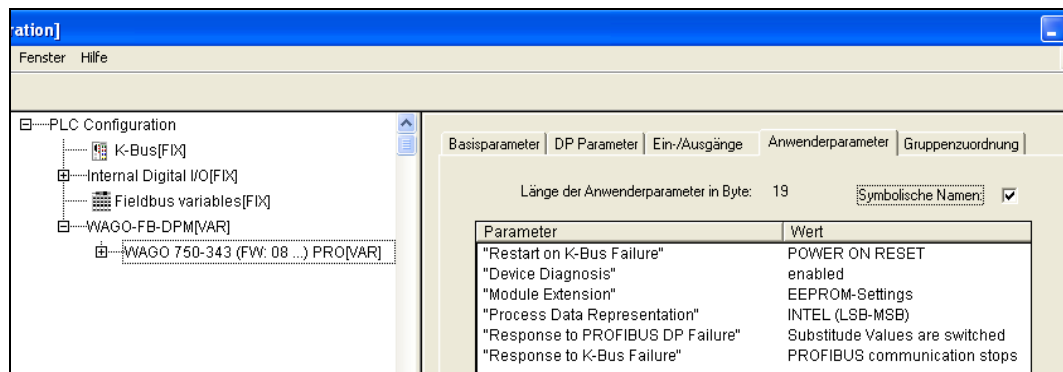 ation]
Fenster Hilfe
PLC Configuration
K-Bus[FIX]
Internal Digital I/O[FIX]
Fieldbus variables[FIX]
WAGO-FB-DPM[VAR]
WAGO 750-343 (FW: 08 ...) PRO[VAR]
Basisparameter DP Parameter Ein-/Ausgänge Anwenderparameter Gruppenzuordnung
Länge der Anwenderparameter in Byte: 19 Symbolische Namen:
Parameter Wert
"Restart on K-Bus Failure" POWER ON RESET
"Device Diagnosis" enabled
"Module Extension" EEPROM-Settings
"Process Data Representation" INTEL (LSB-MSB)
"Response to PROFIBUS DP Failure" Substitude Values are switched
"Response to K-Bus Failure" PROFIBUS communication stops